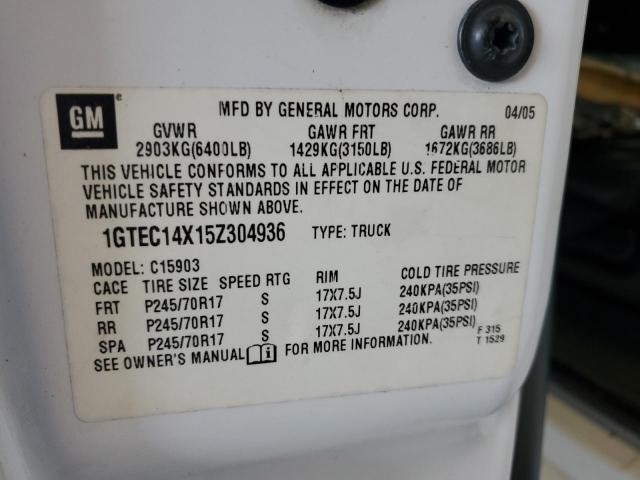 GM
®
MFD BY GENERAL MOTORS CORP. 04/05
GVWR GAWR FRT GAWR RR
2903KG(6400LB) 1429KG(3150LB) 1672KG(3686LB)
THIS VEHICLE CONFORMS TO ALL APPLICABLE U.S. FEDERAL MOTOR
VEHICLE SAFETY STANDARDS IN EFFECT ON THE DATE OF
MANUFACTURE SHOWN ABOVE.
1GTEC14X15Z304936 TYPE: TRUCK
MODEL: C15903
CACE TIRE SIZE SPEED RTG RIM COLD TIRE PRESSURE
FRT P245/70R17 S 17X7.5J 240KPA(35PSI)
RR P245/70R17 S 17X7.5J 240KPA(35PSI)
SPA P245/70R17 S 17X7.5J 240KPA(35PSI)
SEE OWNER'S MANUAL FOR MORE INFORMATION.
F 315
T 1529